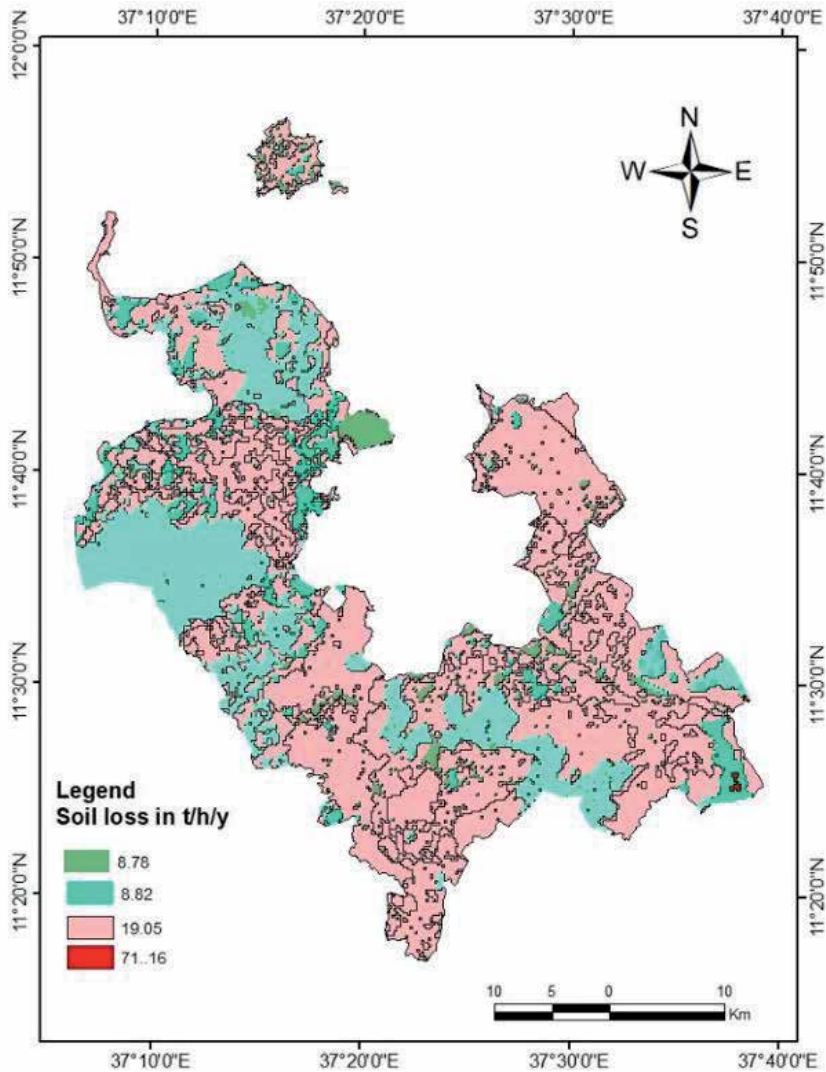 37°10'0"E 37°20'0"E 37°30'0"E 37°40'0"E
12°0'0"N
N
W E
S
11°50'0"N 11°50'0"N
11°40'0"N 11°40'0"N
11°30'0"N 11°30'0"N
Legend
Soil loss in t/h/y
8.78
8.82
19.05
71..16
11°20'0"N 11°20'0"N
10 5 0 10
Km
37°10'0"E 37°20'0"E 37°30'0"E 37°40'0"E